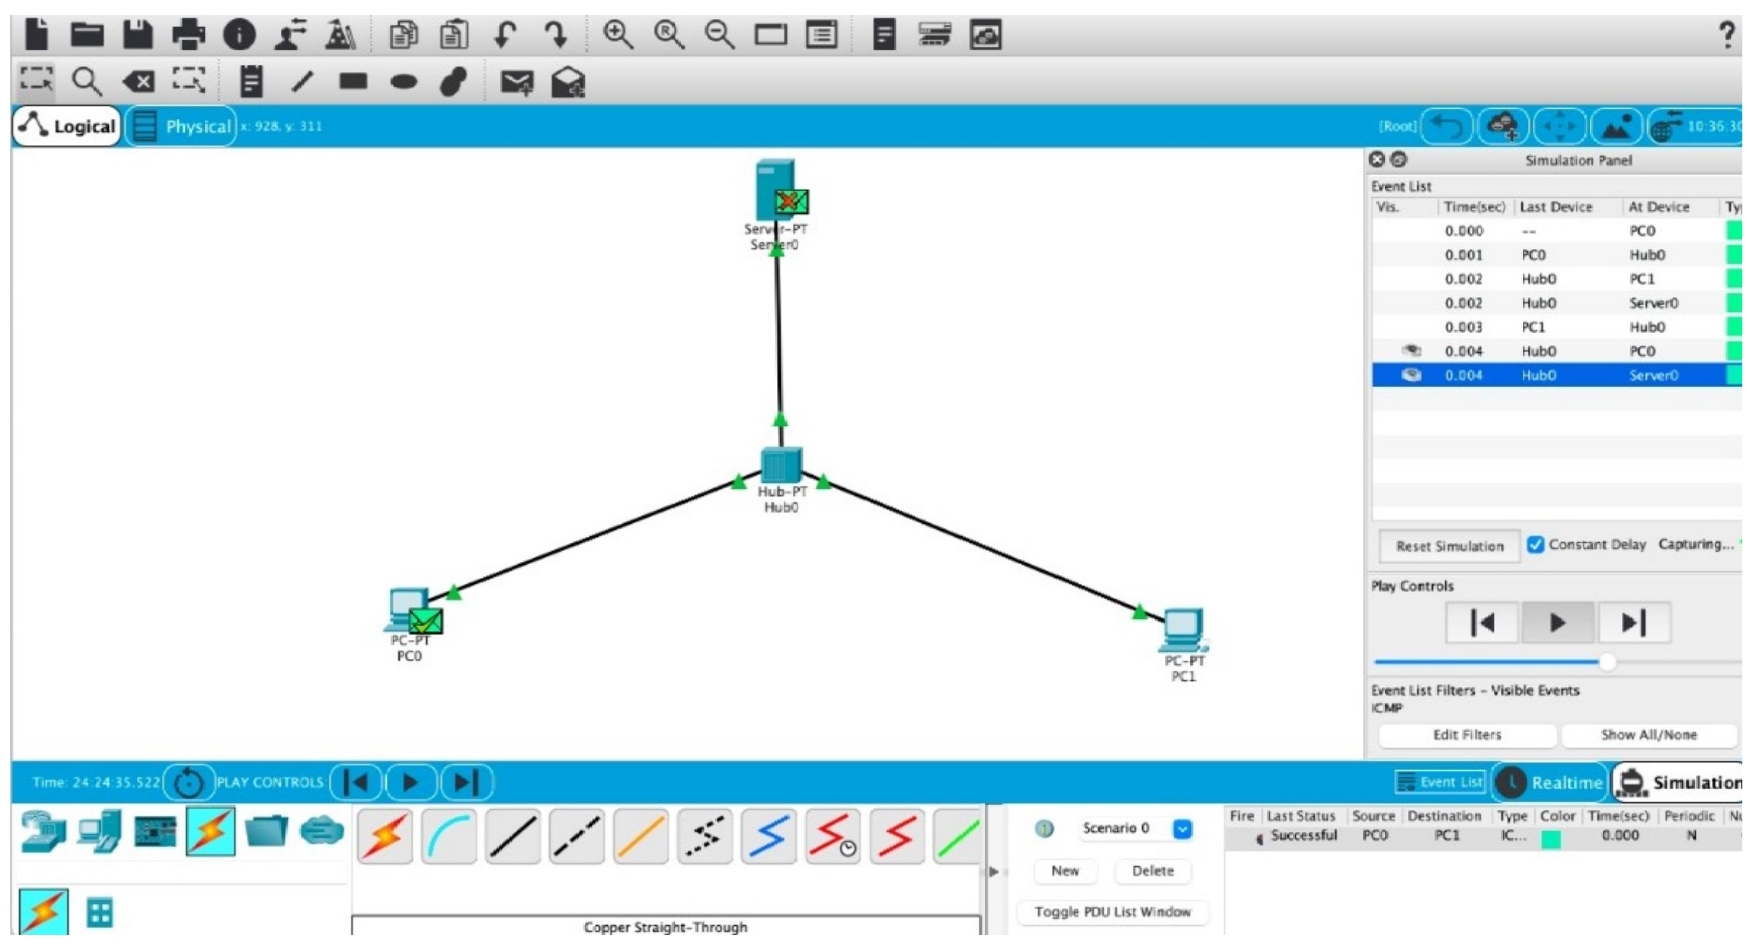 ?
Logical Physical x: 928, y: 311 [Root] 10:36:30
Simulation Panel
Event List
Vis. Time(sec) Last Device At Device Ty
0.000 -- PC0
0.001 PC0 Hub0
0.002 Hub0 PC1
0.002 Hub0 Server0
0.003 PC1 Hub0
0.004 Hub0 PC0
0.004 Hub0 Server0
Server-PT
Server0
Hub-PT
Hub0
PC-PT
PC0
PC-PT
PC1
Reset Simulation Constant Delay Capturing...
Play Controls
Event List Filters - Visible Events
ICMP
Edit Filters Show All/None
Time: 24:24:35.522 PLAY CONTROLS Event List Realtime Simulation
Scenario 0
New Delete
Toggle PDU List Window
Fire Last Status Source Destination Type Color Time(sec) Periodic Nu
Successful PC0 PC1 IC... 0.000 N
Copper Straight-Through